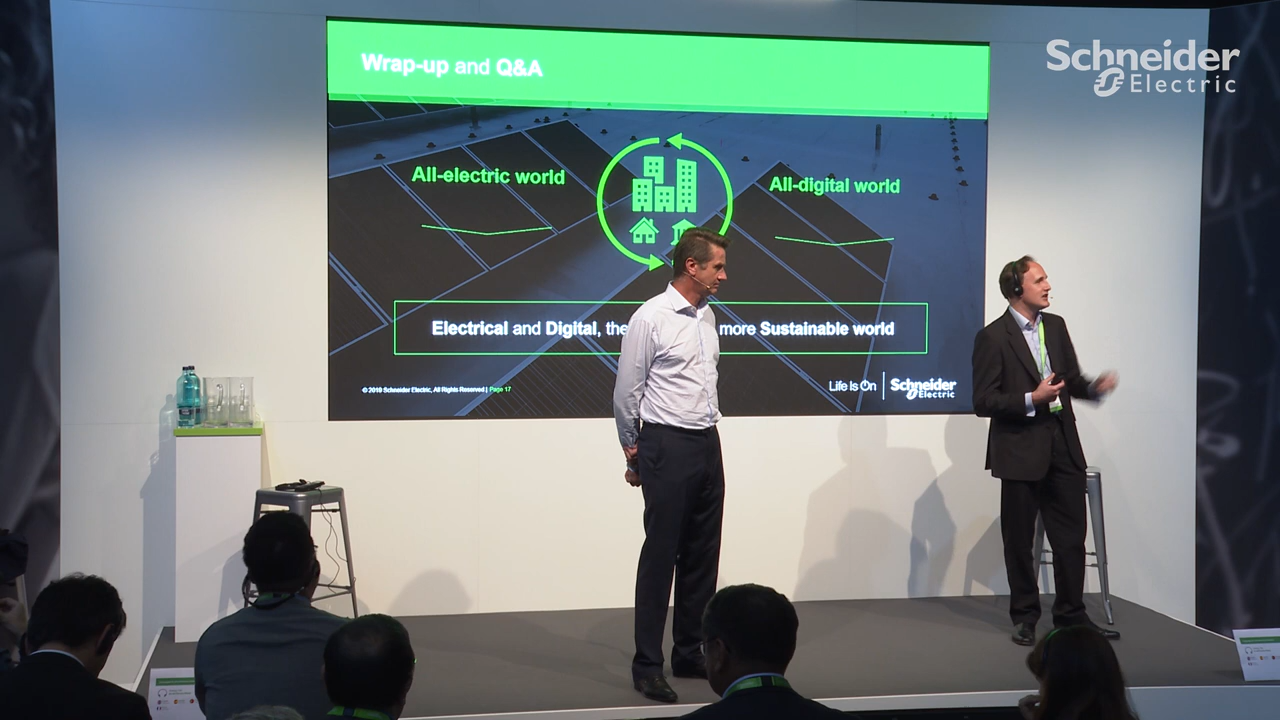 Schneider
Electric
Wrap-up and Q&A
All-electric world
All-digital world
Electrical and Digital, the more Sustainable world
© 2019 Schneider Electric, All Rights Reserved | Page 17
Life Is On
Schneider
Electric